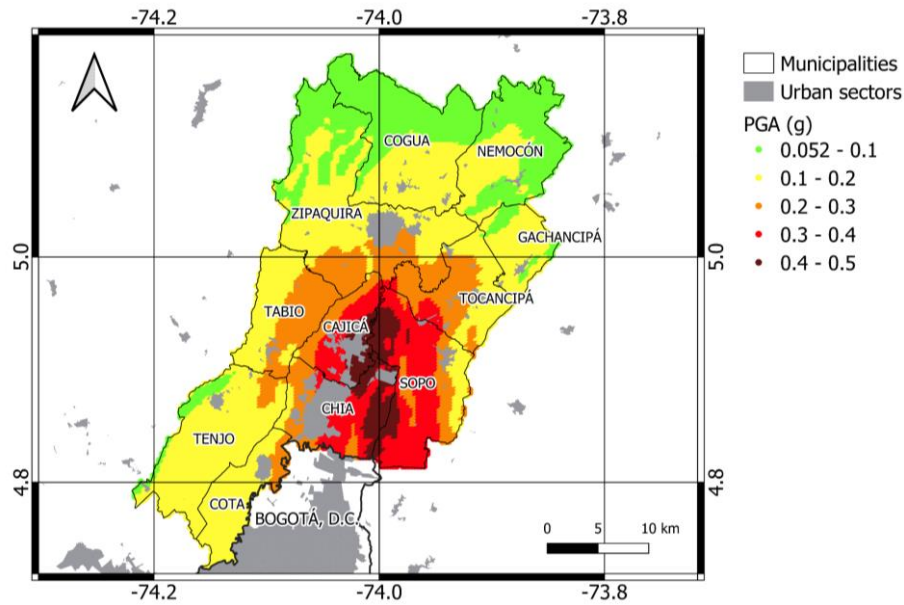 -74.2 -74.0 -73.8
Municipalities
Urban sectors
PGA (g)
0.052 - 0.1
0.1 - 0.2
0.2 - 0.3
0.3 - 0.4
0.4 - 0.5
COGUA
NEMOCÓN
ZIPAQUIRA
GACHANCIPÁ
5.0 5.0
TOCANCIPÁ
TABIO
CAJICÁ
SOPO
CHIA
TENJO
4.8 4.8
COTA
BOGOTÁ, D.C.
0 5 10 km
-74.2 -74.0 -73.8